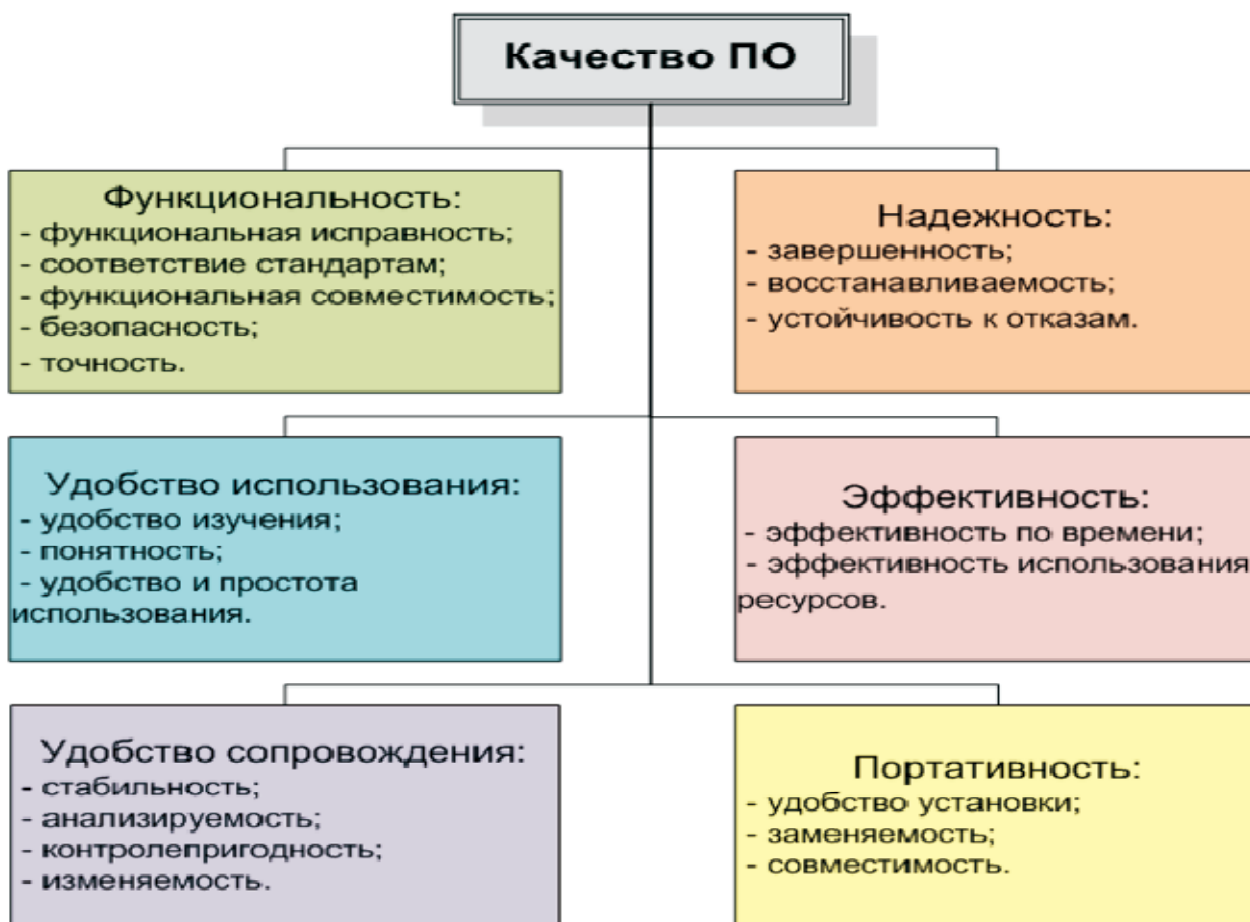 Качество ПО
Функциональность:
- функциональная исправность;
- соответствие стандартам;
- функциональная совместимость;
- безопасность;
- точность.
Надежность:
- завершенность;
- восстанавливаемость;
- устойчивость к отказам.
Удобство использования:
- удобство изучения;
- понятность;
- удобство и простота
использования.
Эффективность:
- эффективность по времени;
- эффективность использования
ресурсов.
Удобство сопровождения:
- стабильность;
- анализируемость;
- контролепригодность;
- изменяемость.
Портативность:
- удобство установки;
- заменяемость;
- совместимость.